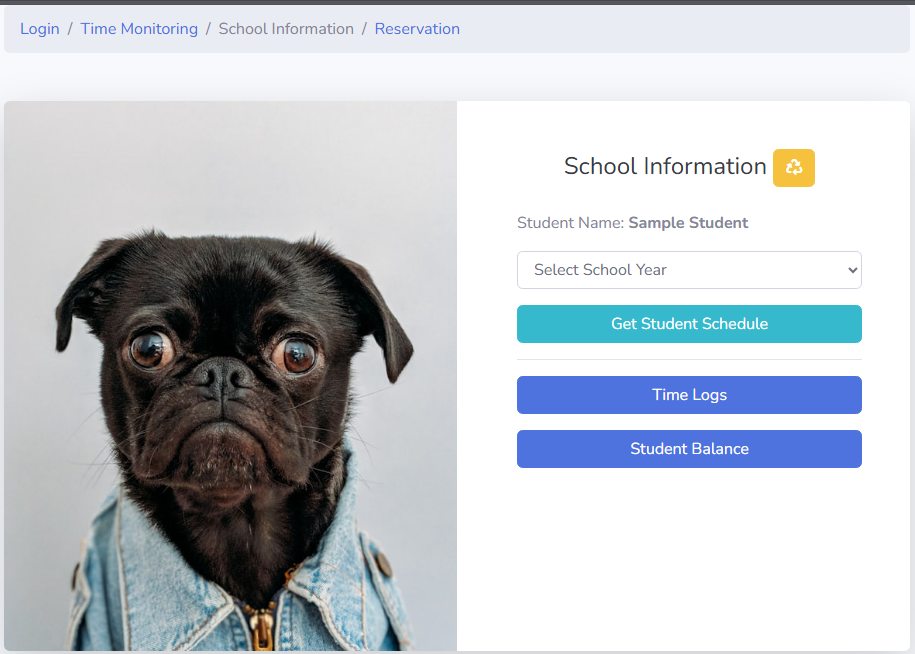 Login / Time Monitoring / School Information / Reservation
School Information
Student Name: Sample Student
Select School Year
Get Student Schedule
Time Logs
Student Balance